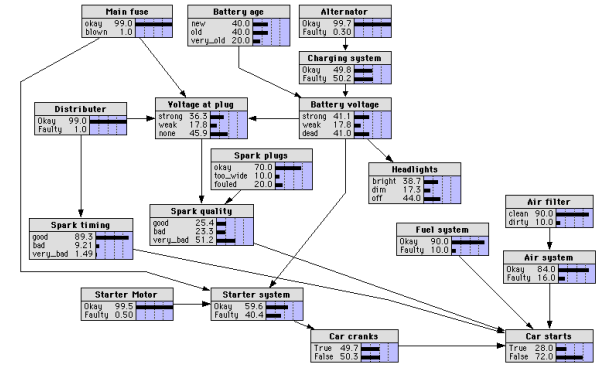 Main fuse
okay 99.0
blown 1.0
Battery age
new 40.0
old 40.0
very_old 20.0
Alternator
Okay 99.7
Faulty 0.30
Charging system
Okay 49.8
Faulty 50.2
Distributer
Okay 99.0
Faulty 1.0
Voltage at plug
strong 36.3
weak 17.8
none 45.9
Battery voltage
strong 41.1
weak 17.8
dead 41.0
Spark plugs
okay 70.0
too_wide 10.0
fouled 20.0
Headlights
bright 38.7
dim 17.3
off 44.0
Air filter
clean 90.0
dirty 10.0
Spark timing
good 89.3
bad 9.21
very_bad 1.49
Spark quality
good 25.4
bad 23.3
very_bad 51.2
Fuel system
Okay 90.0
Faulty 10.0
Air system
Okay 84.0
Faulty 16.0
Starter Motor
Okay 99.5
Faulty 0.50
Starter system
Okay 59.6
Faulty 40.4
Car cranks
True 49.7
False 50.3
Car starts
True 28.0
False 72.0